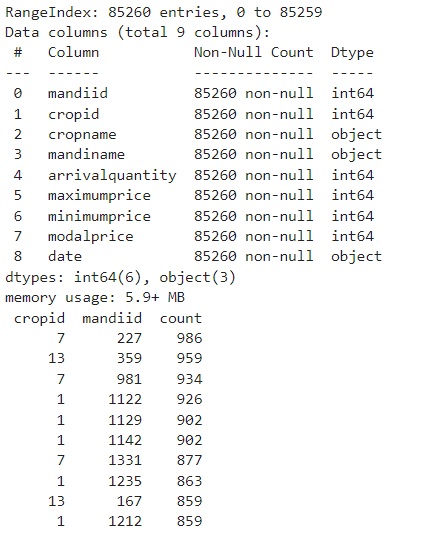 RangeIndex: 85260 entries, 0 to 85259
Data columns (total 9 columns):
 #   Column           Non-Null Count  Dtype
---  ------           --------------  -----
 0   mandiid          85260 non-null  int64
 1   cropid           85260 non-null  int64
 2   cropname         85260 non-null  object
 3   mandiname        85260 non-null  object
 4   arrivalquantity  85260 non-null  int64
 5   maximumprice     85260 non-null  int64
 6   minimumprice     85260 non-null  int64
 7   modalprice       85260 non-null  int64
 8   date             85260 non-null  object
dtypes: int64(6), object(3)
memory usage: 5.9+ MB
 cropid  mandiid  count
      7      227    986
     13      359    959
      7      981    934
      1     1122    926
      1     1129    902
      1     1142    902
      7     1331    877
      1     1235    863
     13      167    859
      1     1212    859